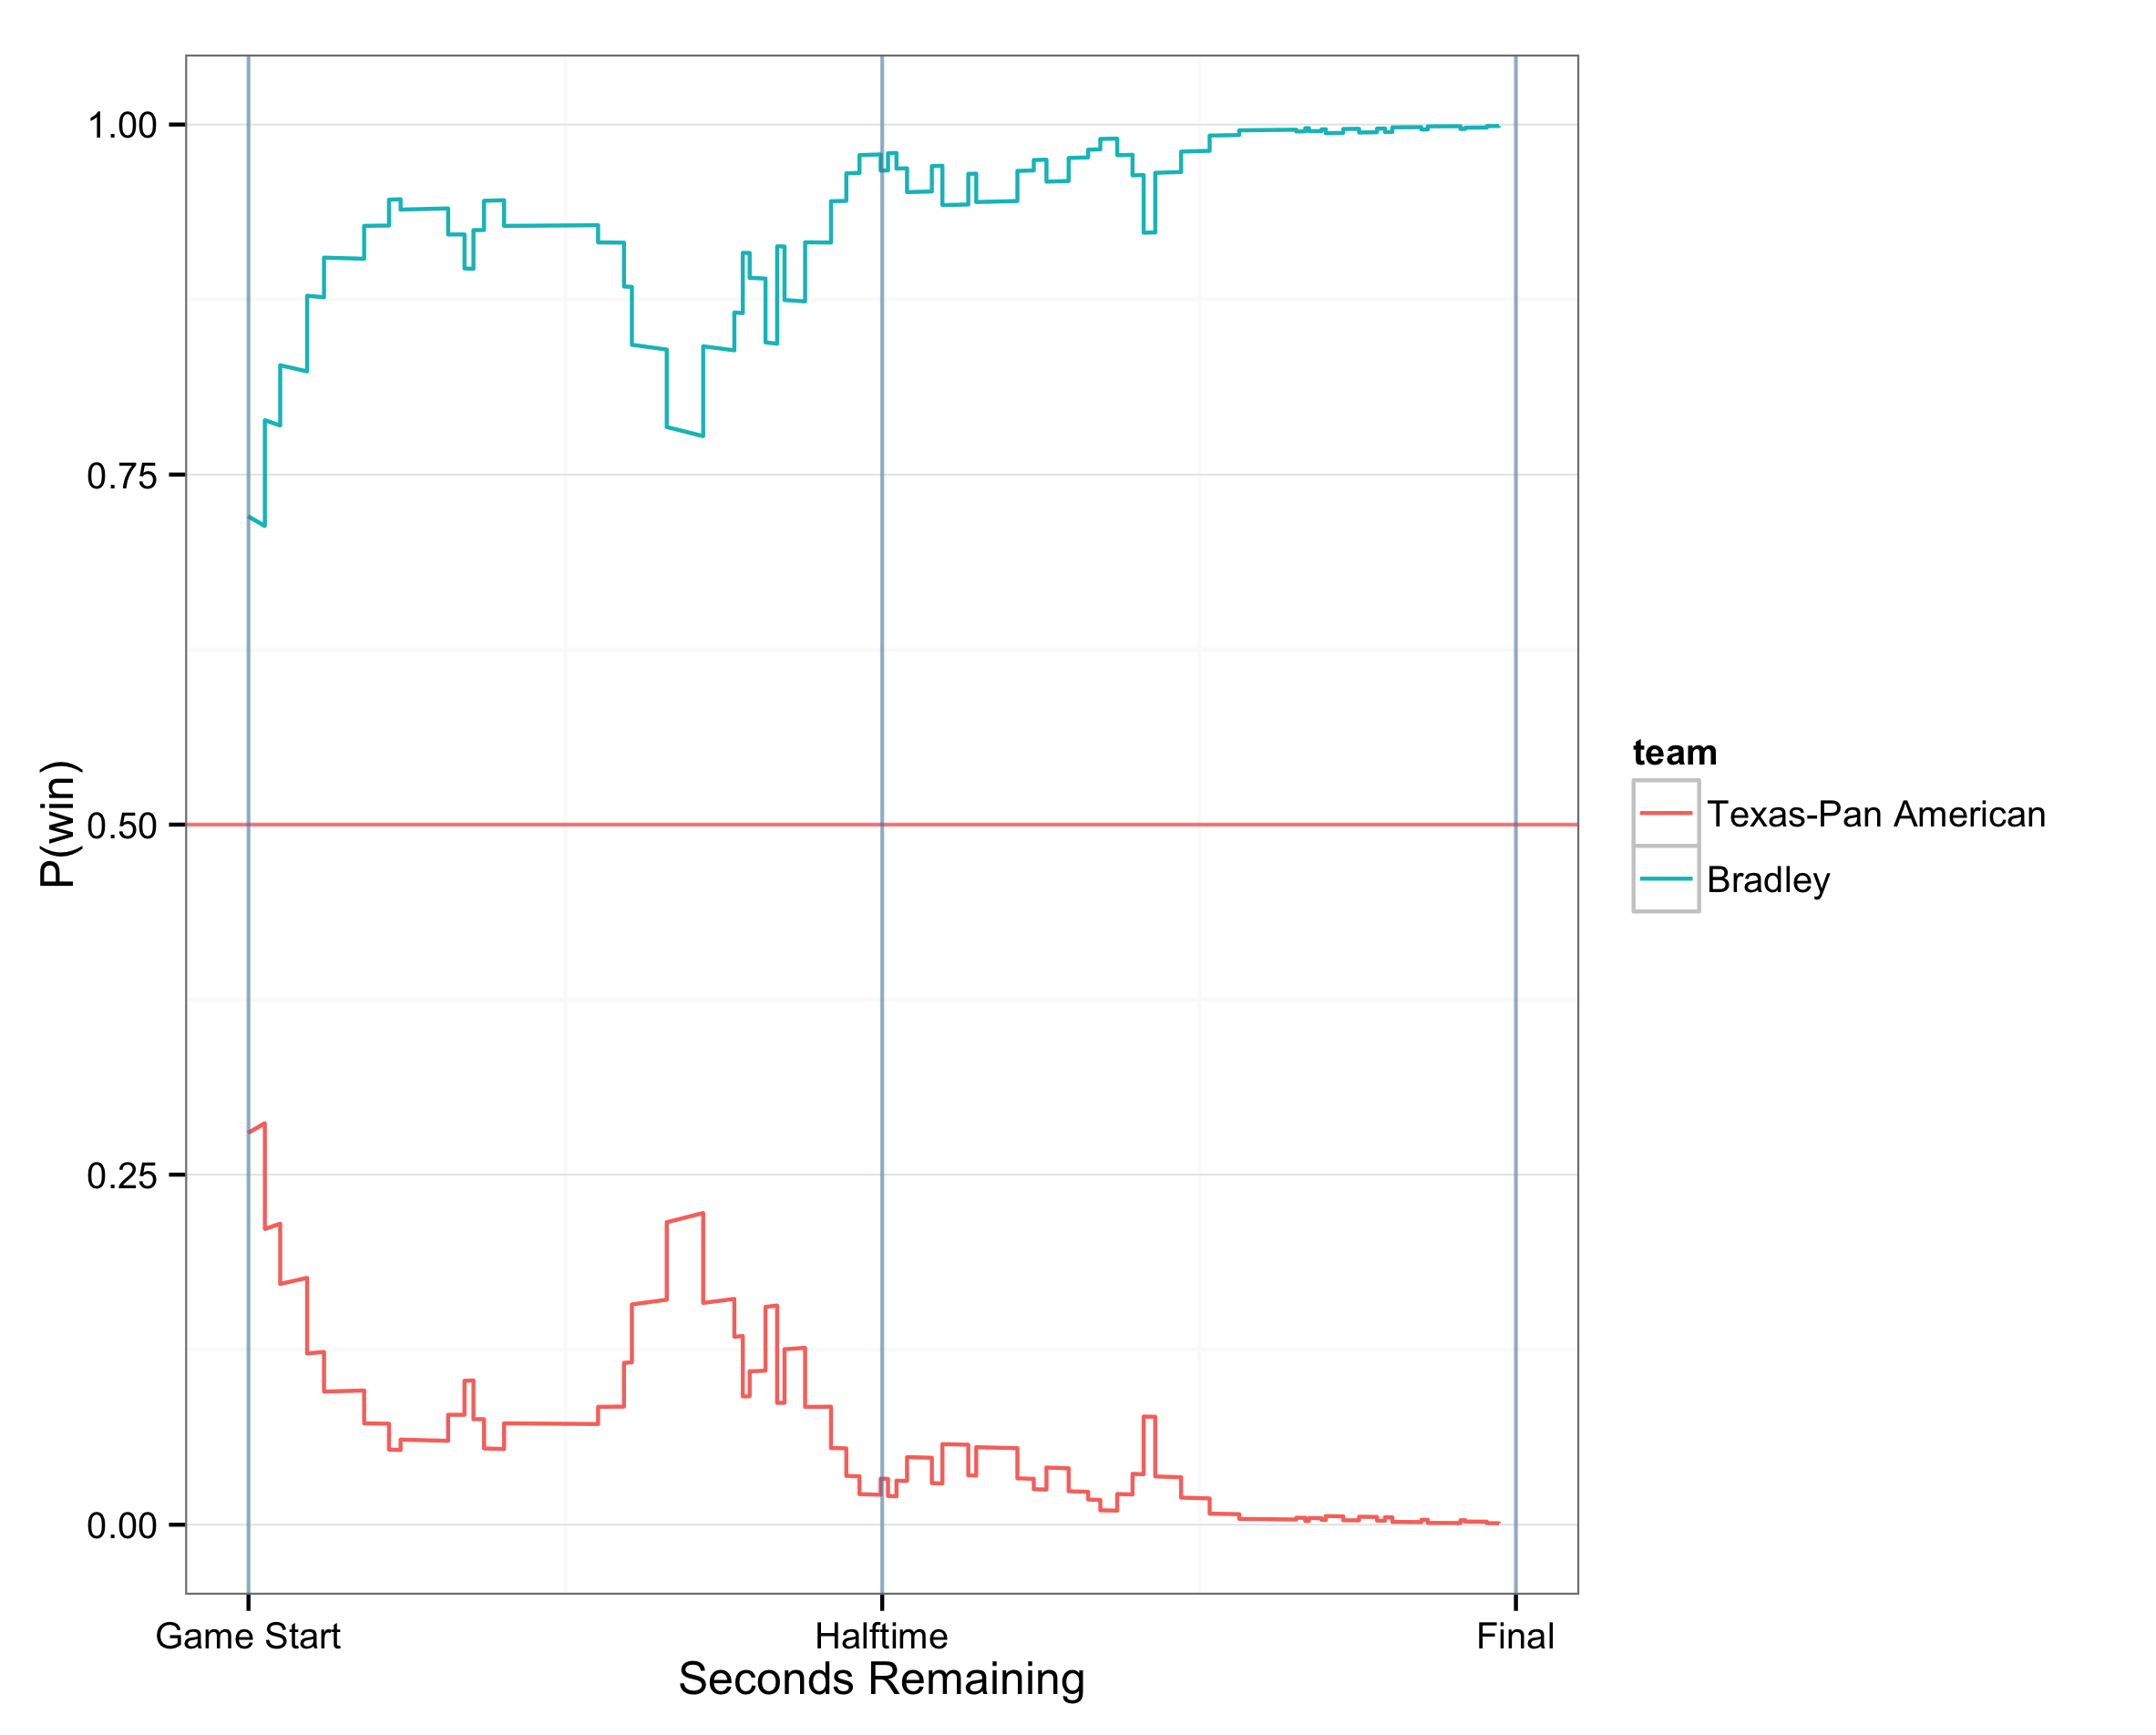 1.00
0.75
0.50
0.25
0.00
P(win)
Game Start
Halftime
Final
Seconds Remaining
team
Texas-Pan American
Bradley